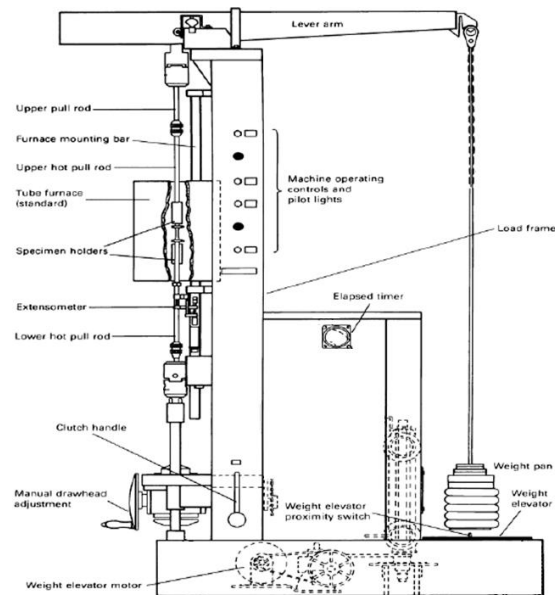 Lever arm
Upper pull rod
Furnace mounting bar
Upper hot pull rod
Tube furnace
(standard)
Machine operating
controls and
pilot lights
Load frame
Specimen holders
Elapsed timer
Extensometer
Lower hot pull rod
Clutch handle
Weight pan
Manual drawhead
adjustment
Weight elevator
proximity switch
Weight
elevator
Weight elevator motor